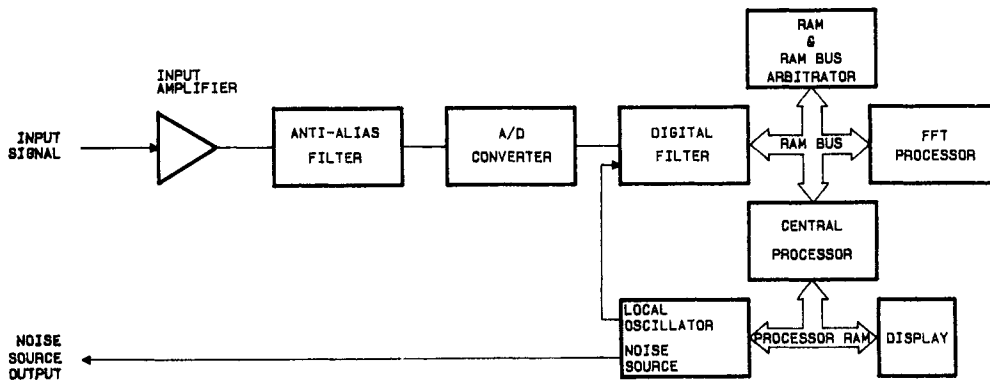 RAM
&
RAM BUS
ARBITRATOR
INPUT
AMPLIFIER
INPUT
SIGNAL
ANTI-ALIAS
FILTER
A/D
CONVERTER
DIGITAL
FILTER
RAM BUS
FFT
PROCESSOR
CENTRAL
PROCESSOR
LOCAL
OSCILLATOR
NOISE
SOURCE
PROCESSOR RAM
DISPLAY
NOISE
SOURCE
OUTPUT